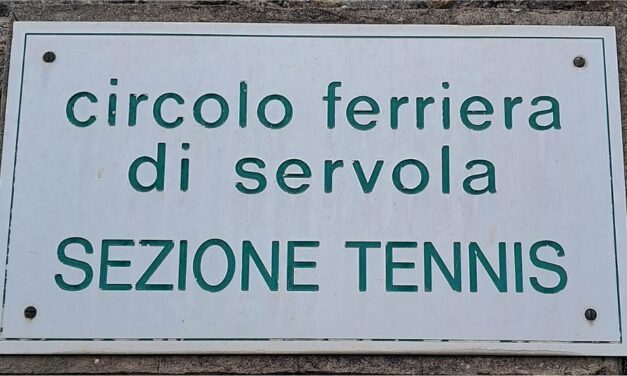 circolo ferriera
di servola
SEZIONE TENNIS